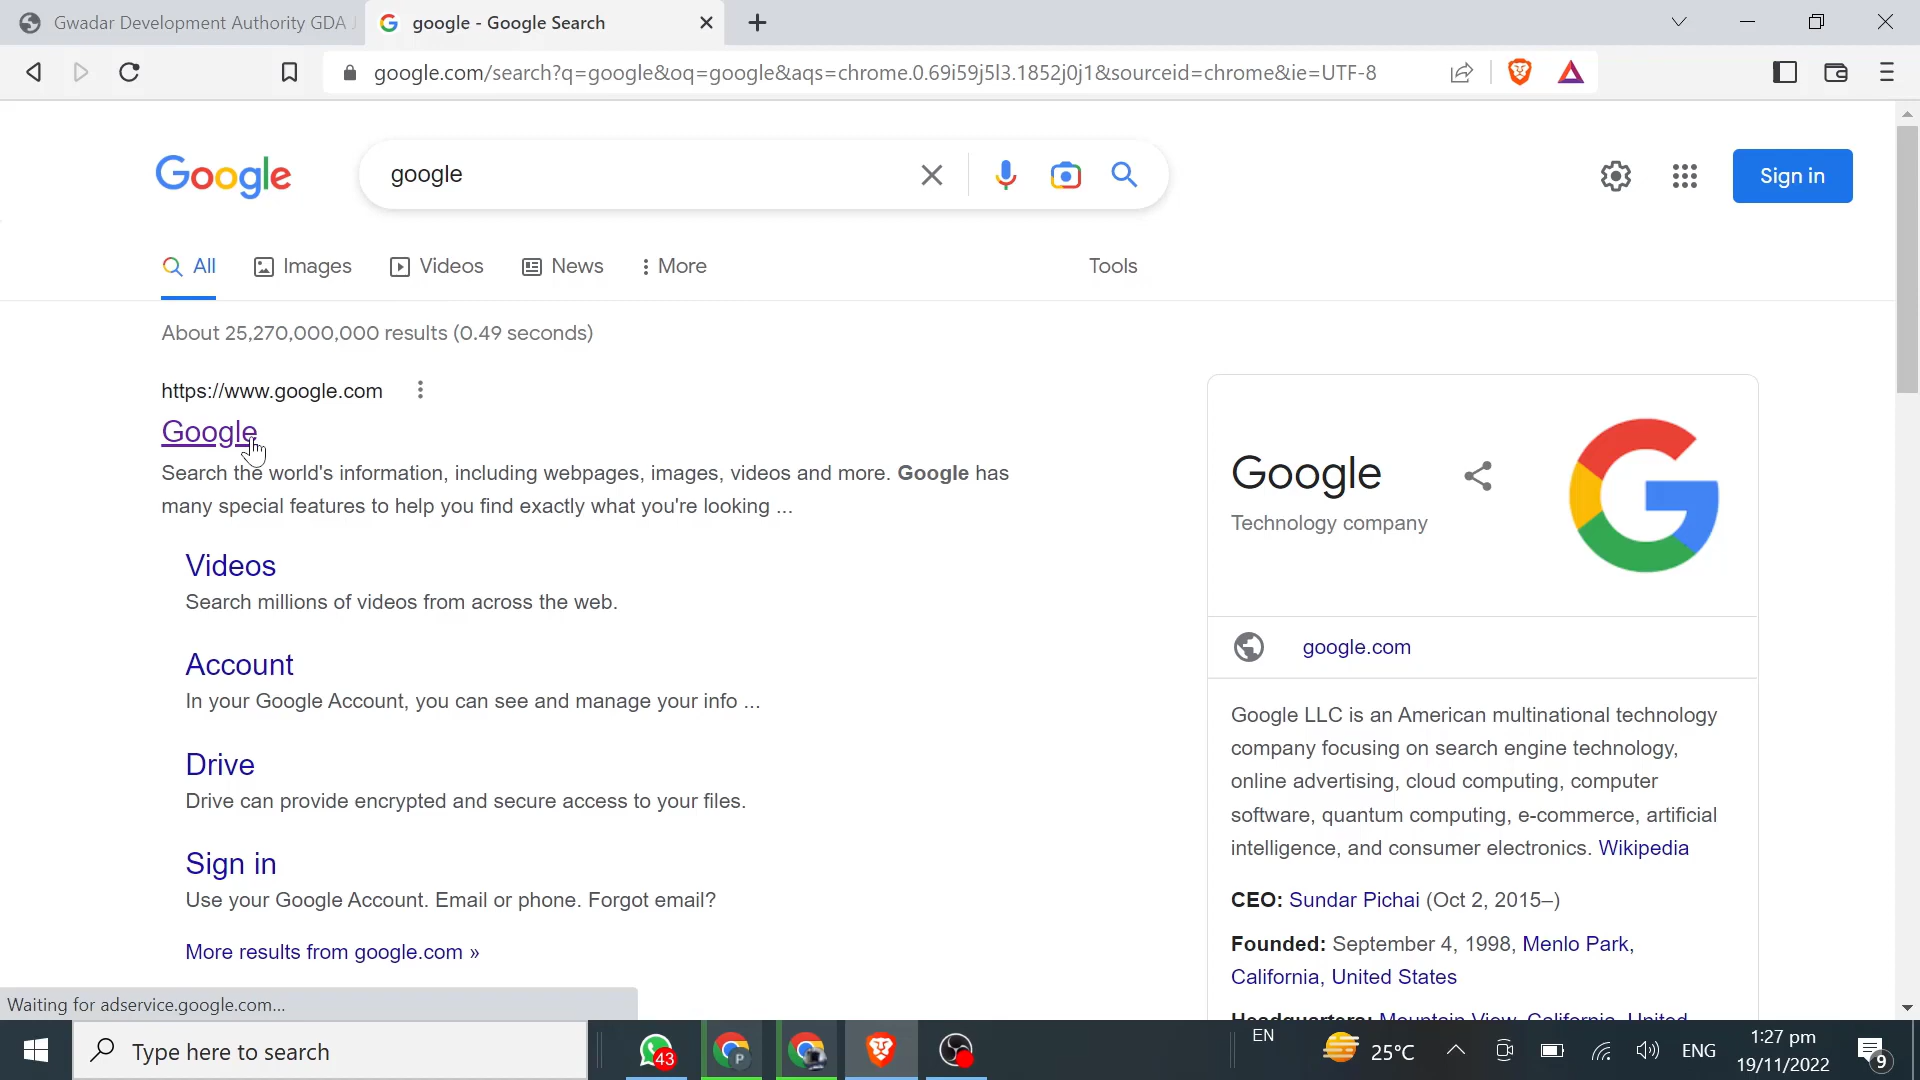 Gwadar Development Authority GDA
google - Google Search
google.com/search?q=google&oq=google&aqs=chrome.0.69i59j5l3.1852j0j1&sourceid=chrome&ie=UTF-8
Google
google
Sign in
All
Images
Videos
News
More
Tools
About 25,270,000,000 results (0.49 seconds)
https://www.google.com
Google
Search the world's information, including webpages, images, videos and more. Google has
many special features to help you find exactly what you're looking ...
Videos
Search millions of videos from across the web.
Account
In your Google Account, you can see and manage your info ...
Drive
Drive can provide encrypted and secure access to your files.
Sign in
Use your Google Account. Email or phone. Forgot email?
More results from google.com »
Google
Technology company
google.com
Google LLC is an American multinational technology
company focusing on search engine technology,
online advertising, cloud computing, computer
software, quantum computing, e-commerce, artificial
intelligence, and consumer electronics. Wikipedia
CEO: Sundar Pichai (Oct 2, 2015–)
Founded: September 4, 1998, Menlo Park,
California, United States
Headquarters: Mountain View, California, United
Waiting for adservice.google.com...
Type here to search
43
P
EN
25°C
ENG
1:27 pm
19/11/2022
9